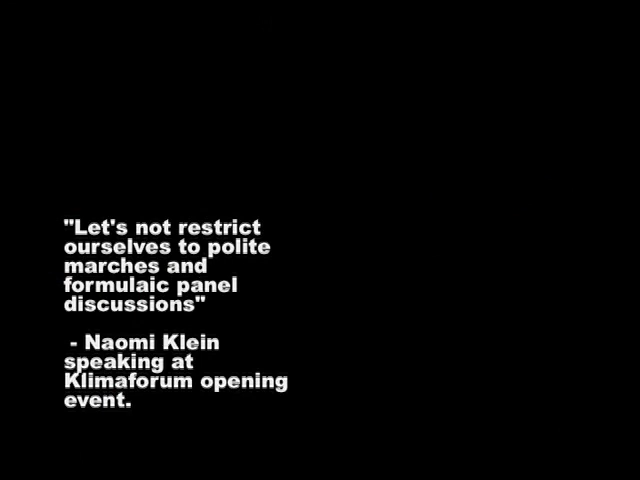 "Let's not restrict
ourselves to polite
marches and
formulaic panel
discussions"
- Naomi Klein
speaking at
Klimaforum opening
event.